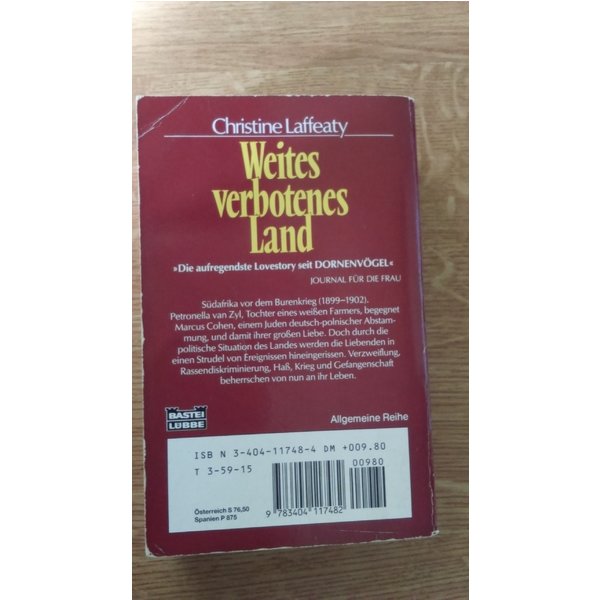 Christine Laffeaty
Weites
verbotenes
Land
»Die aufregendste Lovestory seit DORNENVÖGEL«
JOURNAL FÜR DIE FRAU
Südafrika vor dem Burenkrieg (1899–1902).
Petronella van Zyl, Tochter eines weißen Farmers, begegnet
Marcus Cohen, einem Juden deutsch-polnischer Abstam-
mung, und damit ihrer großen Liebe. Doch durch die
politische Situation des Landes werden die Liebenden in
einen Strudel von Ereignissen hineingerissen. Verzweiflung,
Rassendiskriminierung, Haß, Krieg und Gefangenschaft
beherrschen von nun an ihr Leben.
BASTEI
LÜBBE
Allgemeine Reihe
ISB N 3-404-11748-4 DM +009.80
T 3-59-15
00980
Österreich S 76,50
Spanien P 875
9 783404 117482